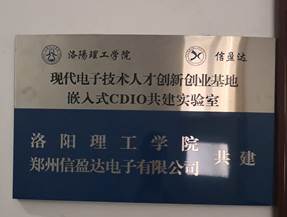 洛阳理工学院 信盈达
现代电子技术人才创新创业基地
嵌入式CDIO共建实验室
洛阳理工学院
郑州信盈达电子有限公司 共建